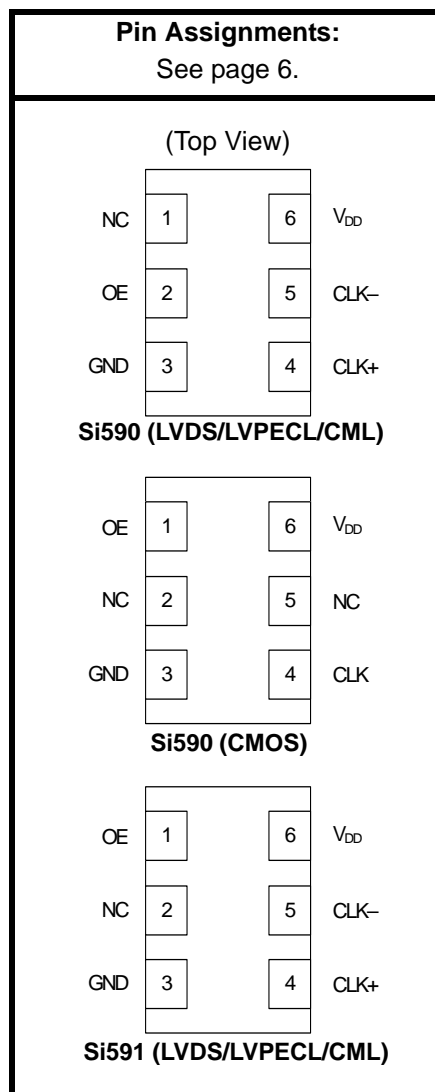 Pin Assignments:
See page 6.
(Top View)
NC 1 6 VDD
OE 2 5 CLK–
GND 3 4 CLK+
Si590 (LVDS/LVPECL/CML)
OE 1 6 VDD
NC 2 5 NC
GND 3 4 CLK
Si590 (CMOS)
OE 1 6 VDD
NC 2 5 CLK–
GND 3 4 CLK+
Si591 (LVDS/LVPECL/CML)